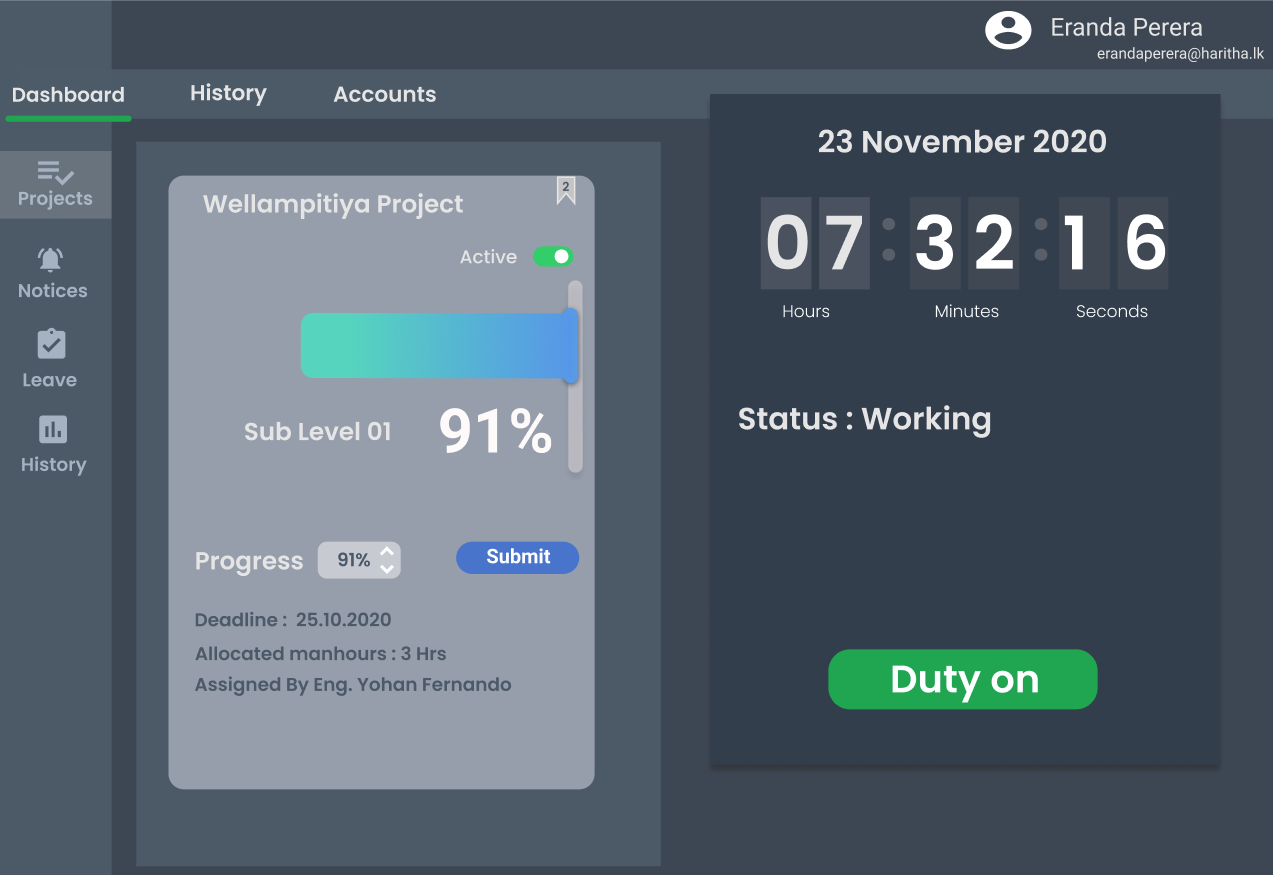 Eranda Perera
erandaperera@haritha.lk
Dashboard
History
Accounts
Projects
Notices
Leave
History
Wellampitiya Project
2
Active
Sub Level 01
91%
Progress
91%
Submit
Deadline : 25.10.2020
Allocated manhours : 3 Hrs
Assigned By Eng. Yohan Fernando
23 November 2020
07 : 32 : 16
Hours
Minutes
Seconds
Status : Working
Duty on